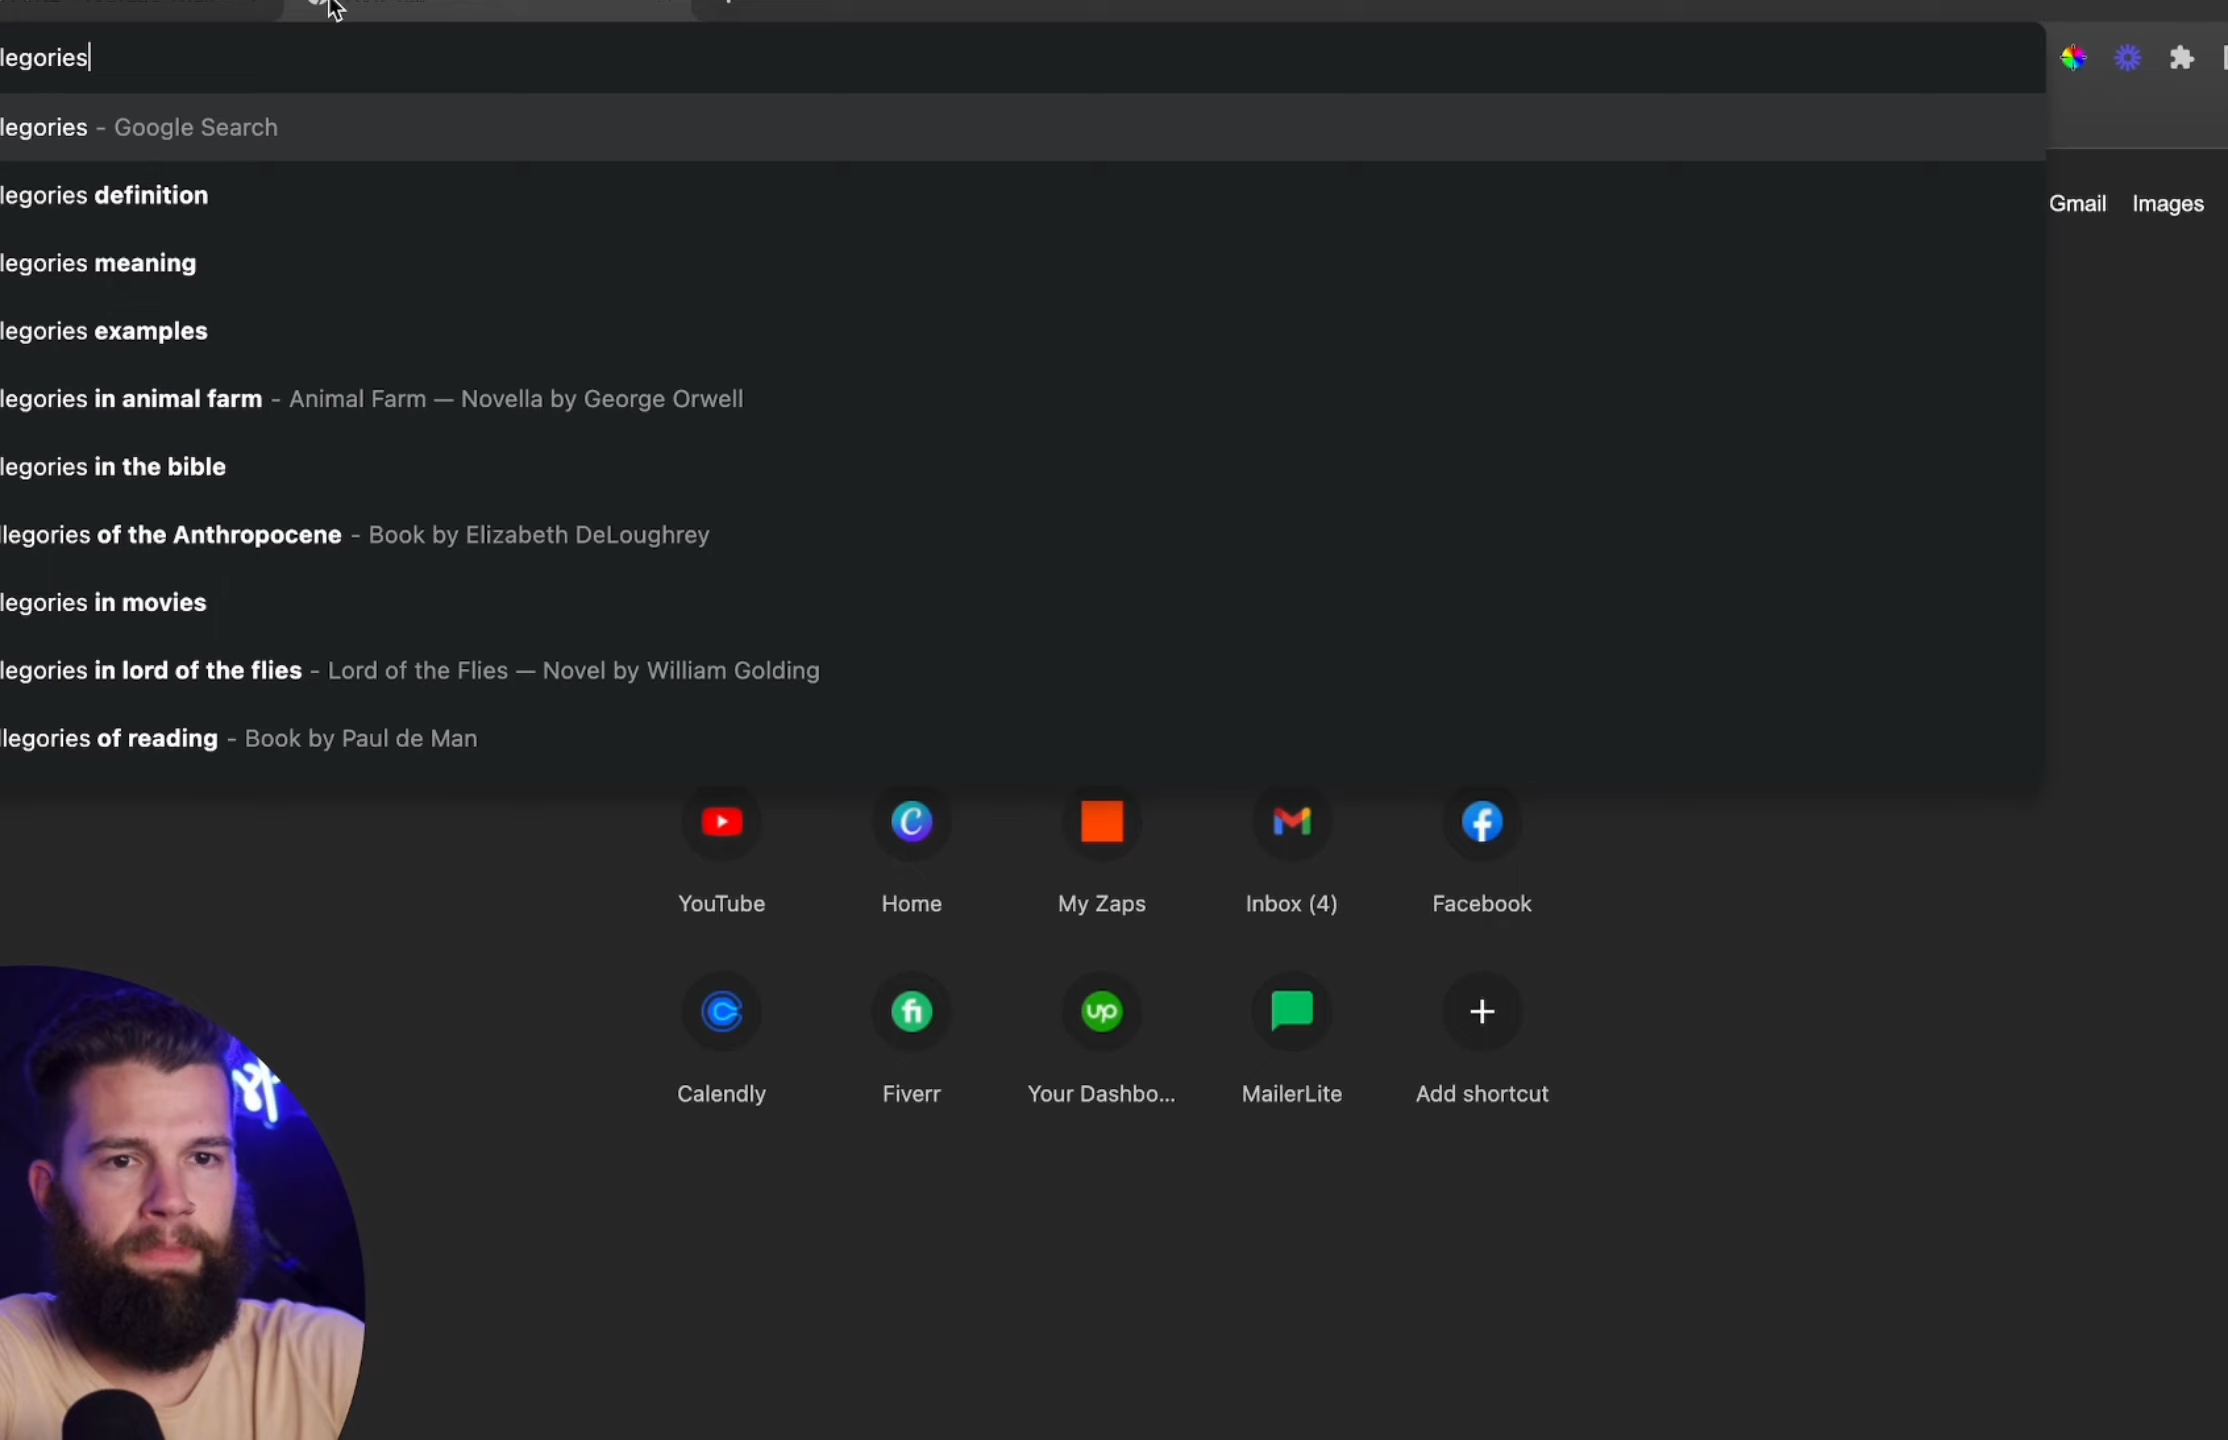 legories
legories - Google Search
legories definition
legories meaning
legories examples
legories in animal farm - Animal Farm — Novella by George Orwell
legories in the bible
llegories of the Anthropocene - Book by Elizabeth DeLoughrey
legories in movies
legories in lord of the flies - Lord of the Flies — Novel by William Golding
llegories of reading - Book by Paul de Man
Gmail Images
YouTube Home My Zaps Inbox (4) Facebook
up
Calendly Fiverr Your Dashbo... MailerLite Add shortcut